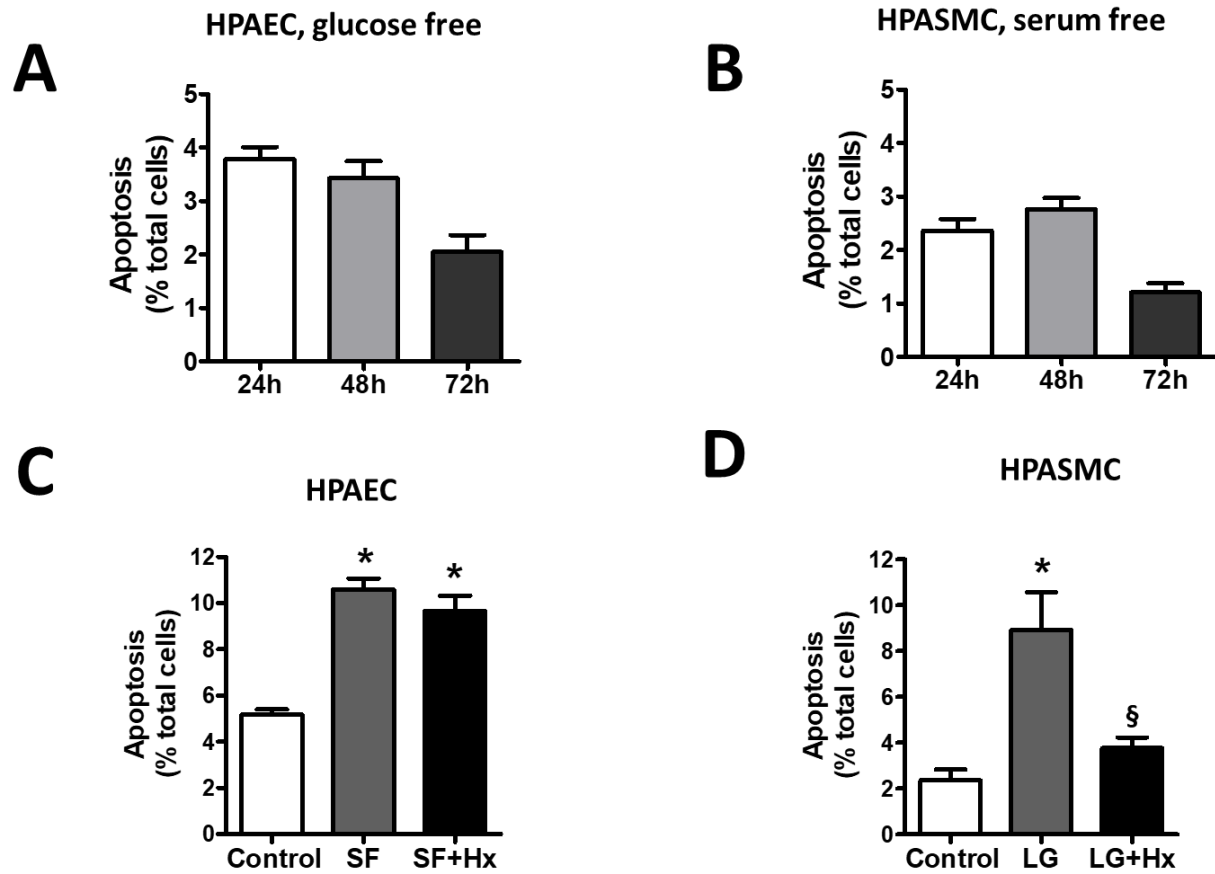 A
HPAEC, glucose free
Apoptosis
(% total cells)
5
4
3
2
1
0
24h 48h 72h
B
HPASMC, serum free
Apoptosis
(% total cells)
5
4
3
2
1
0
24h 48h 72h
C
HPAEC
Apoptosis
(% total cells)
12
10
8
6
4
2
0
* *
Control SF SF+Hx
D
HPASMC
Apoptosis
(% total cells)
12
10
8
6
4
2
0
*
§
Control LG LG+Hx